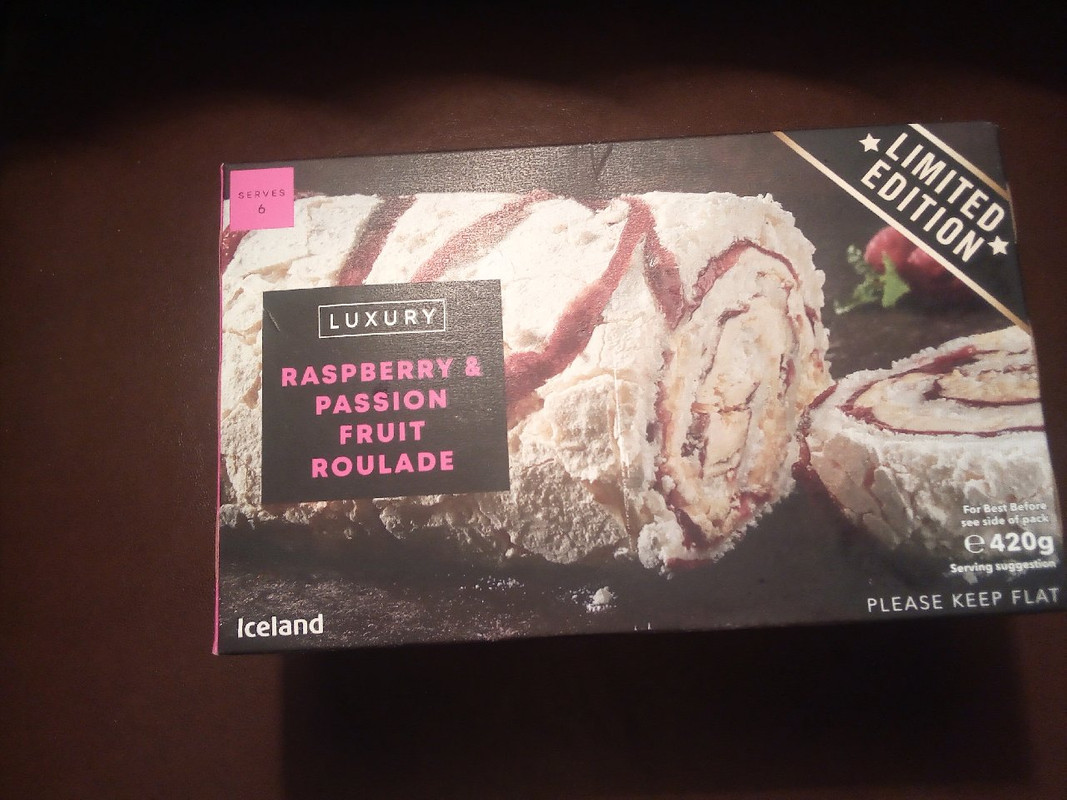 SERVES
6
LIMITED
EDITION
LUXURY
RASPBERRY &
PASSION
FRUIT
ROULADE
For Best Before
see side of pack
℮ 420g
Serving suggestion
PLEASE KEEP FLAT
Iceland